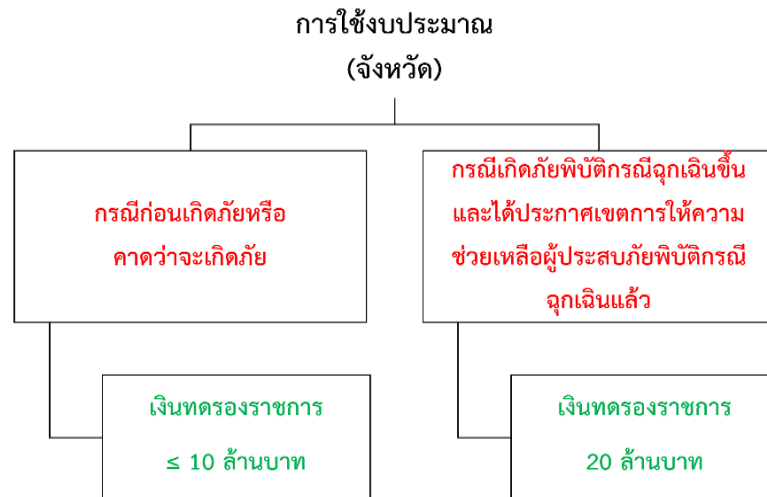 การใช้งบประมาณ
(จังหวัด)
กรณีก่อนเกิดภัยหรือ
คาดว่าจะเกิดภัย
กรณีเกิดภัยพิบัติกรณีฉุกเฉินขึ้น
และได้ประกาศเขตการให้ความ
ช่วยเหลือผู้ประสบภัยพิบัติกรณี
ฉุกเฉินแล้ว
เงินทดรองราชการ
≤ 10 ล้านบาท
เงินทดรองราชการ
20 ล้านบาท